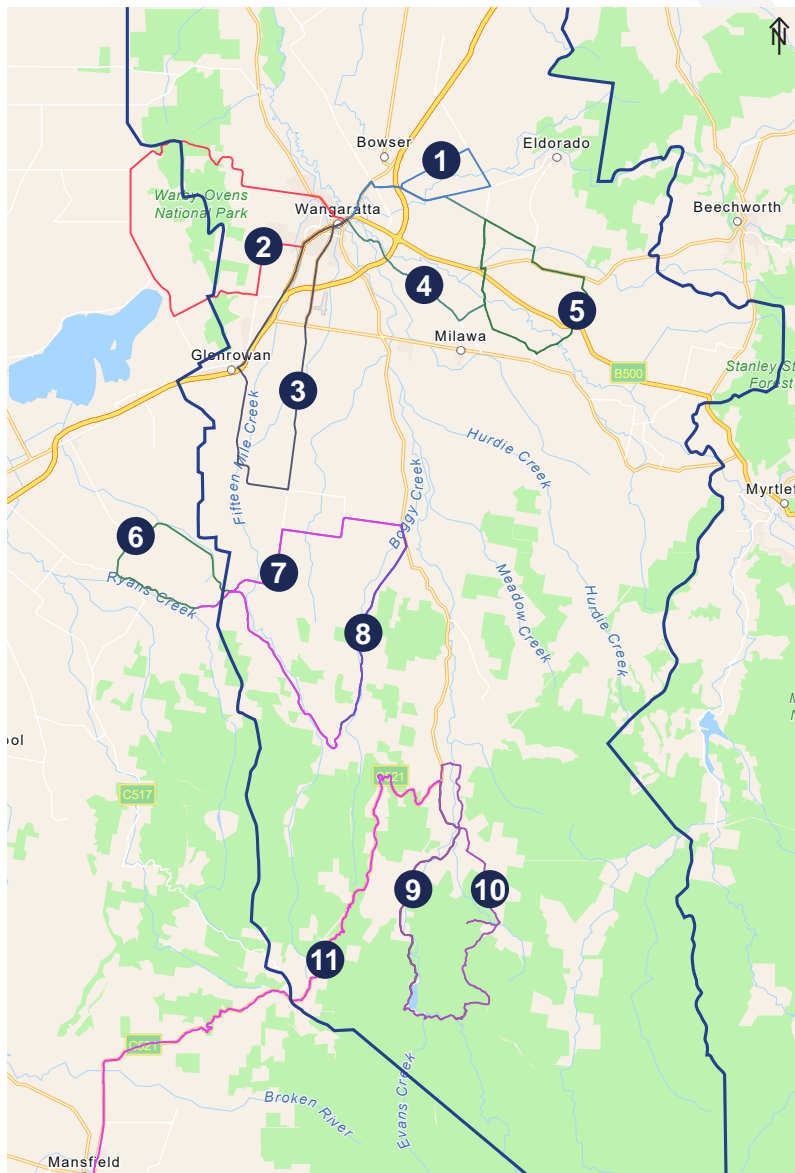 N
Bowser
1
Eldorado
Warby Ovens
National Park
Wangaratta
Beechworth
2
4
5
Milawa
Glenrowan
B500
Stanley St
Forest
3
Fifteen Mile Creek
Hurdle Creek
Boggy Creek
Myrtlef
6
Ryans Creek
7
Meadow Creek
Hurdle Creek
8
M
N
ool
C521
C517
9
10
11
C521
Evans Creek
Broken River
Mansfield